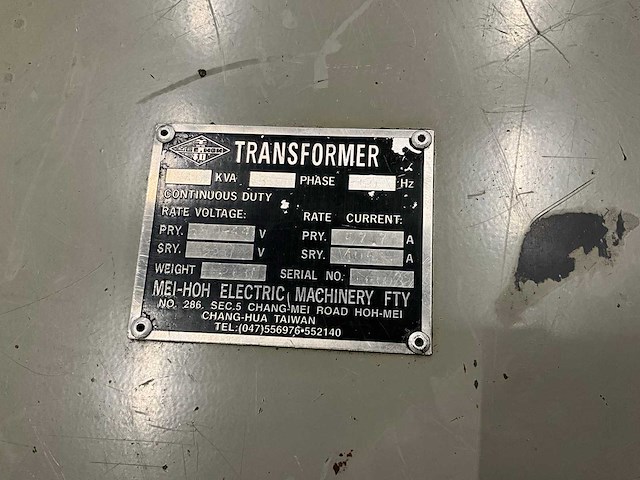 TRANSFORMER
KVA PHASE Hz
CONTINUOUS DUTY
RATE VOLTAGE: RATE CURRENT:
PRY. V PRY. A
SRY. V SRY. A
WEIGHT SERIAL NO:
MEI-HOH ELECTRIC MACHINERY FTY
NO. 286. SEC.5 CHANG-MEI ROAD HOH-MEI
CHANG-HUA TAIWAN
TEL:(047)556976•552140